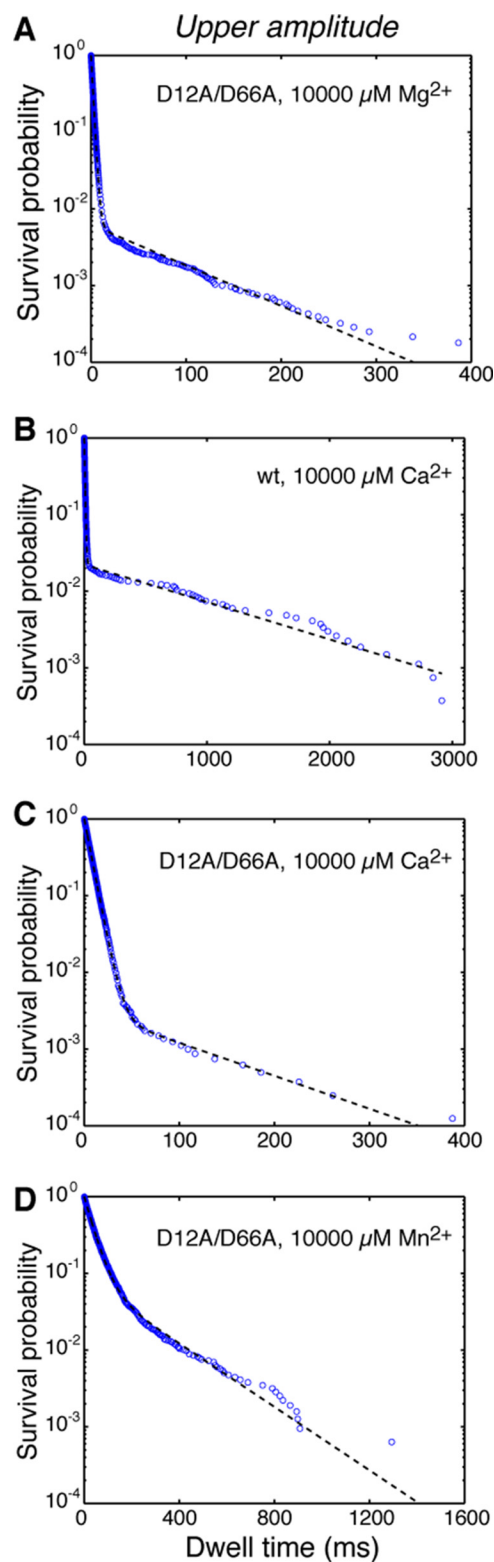 A
Upper amplitude
D12A/D66A, 10000 µM Mg2+
Survival probability
10^0
10^-1
10^-2
10^-3
10^-4
0 100 200 300 400
B
wt, 10000 µM Ca2+
Survival probability
10^0
10^-1
10^-2
10^-3
10^-4
0 1000 2000 3000
C
D12A/D66A, 10000 µM Ca2+
Survival probability
10^0
10^-1
10^-2
10^-3
10^-4
0 100 200 300 400
D
D12A/D66A, 10000 µM Mn2+
Survival probability
10^0
10^-1
10^-2
10^-3
10^-4
0 400 800 1200 1600
Dwell time (ms)